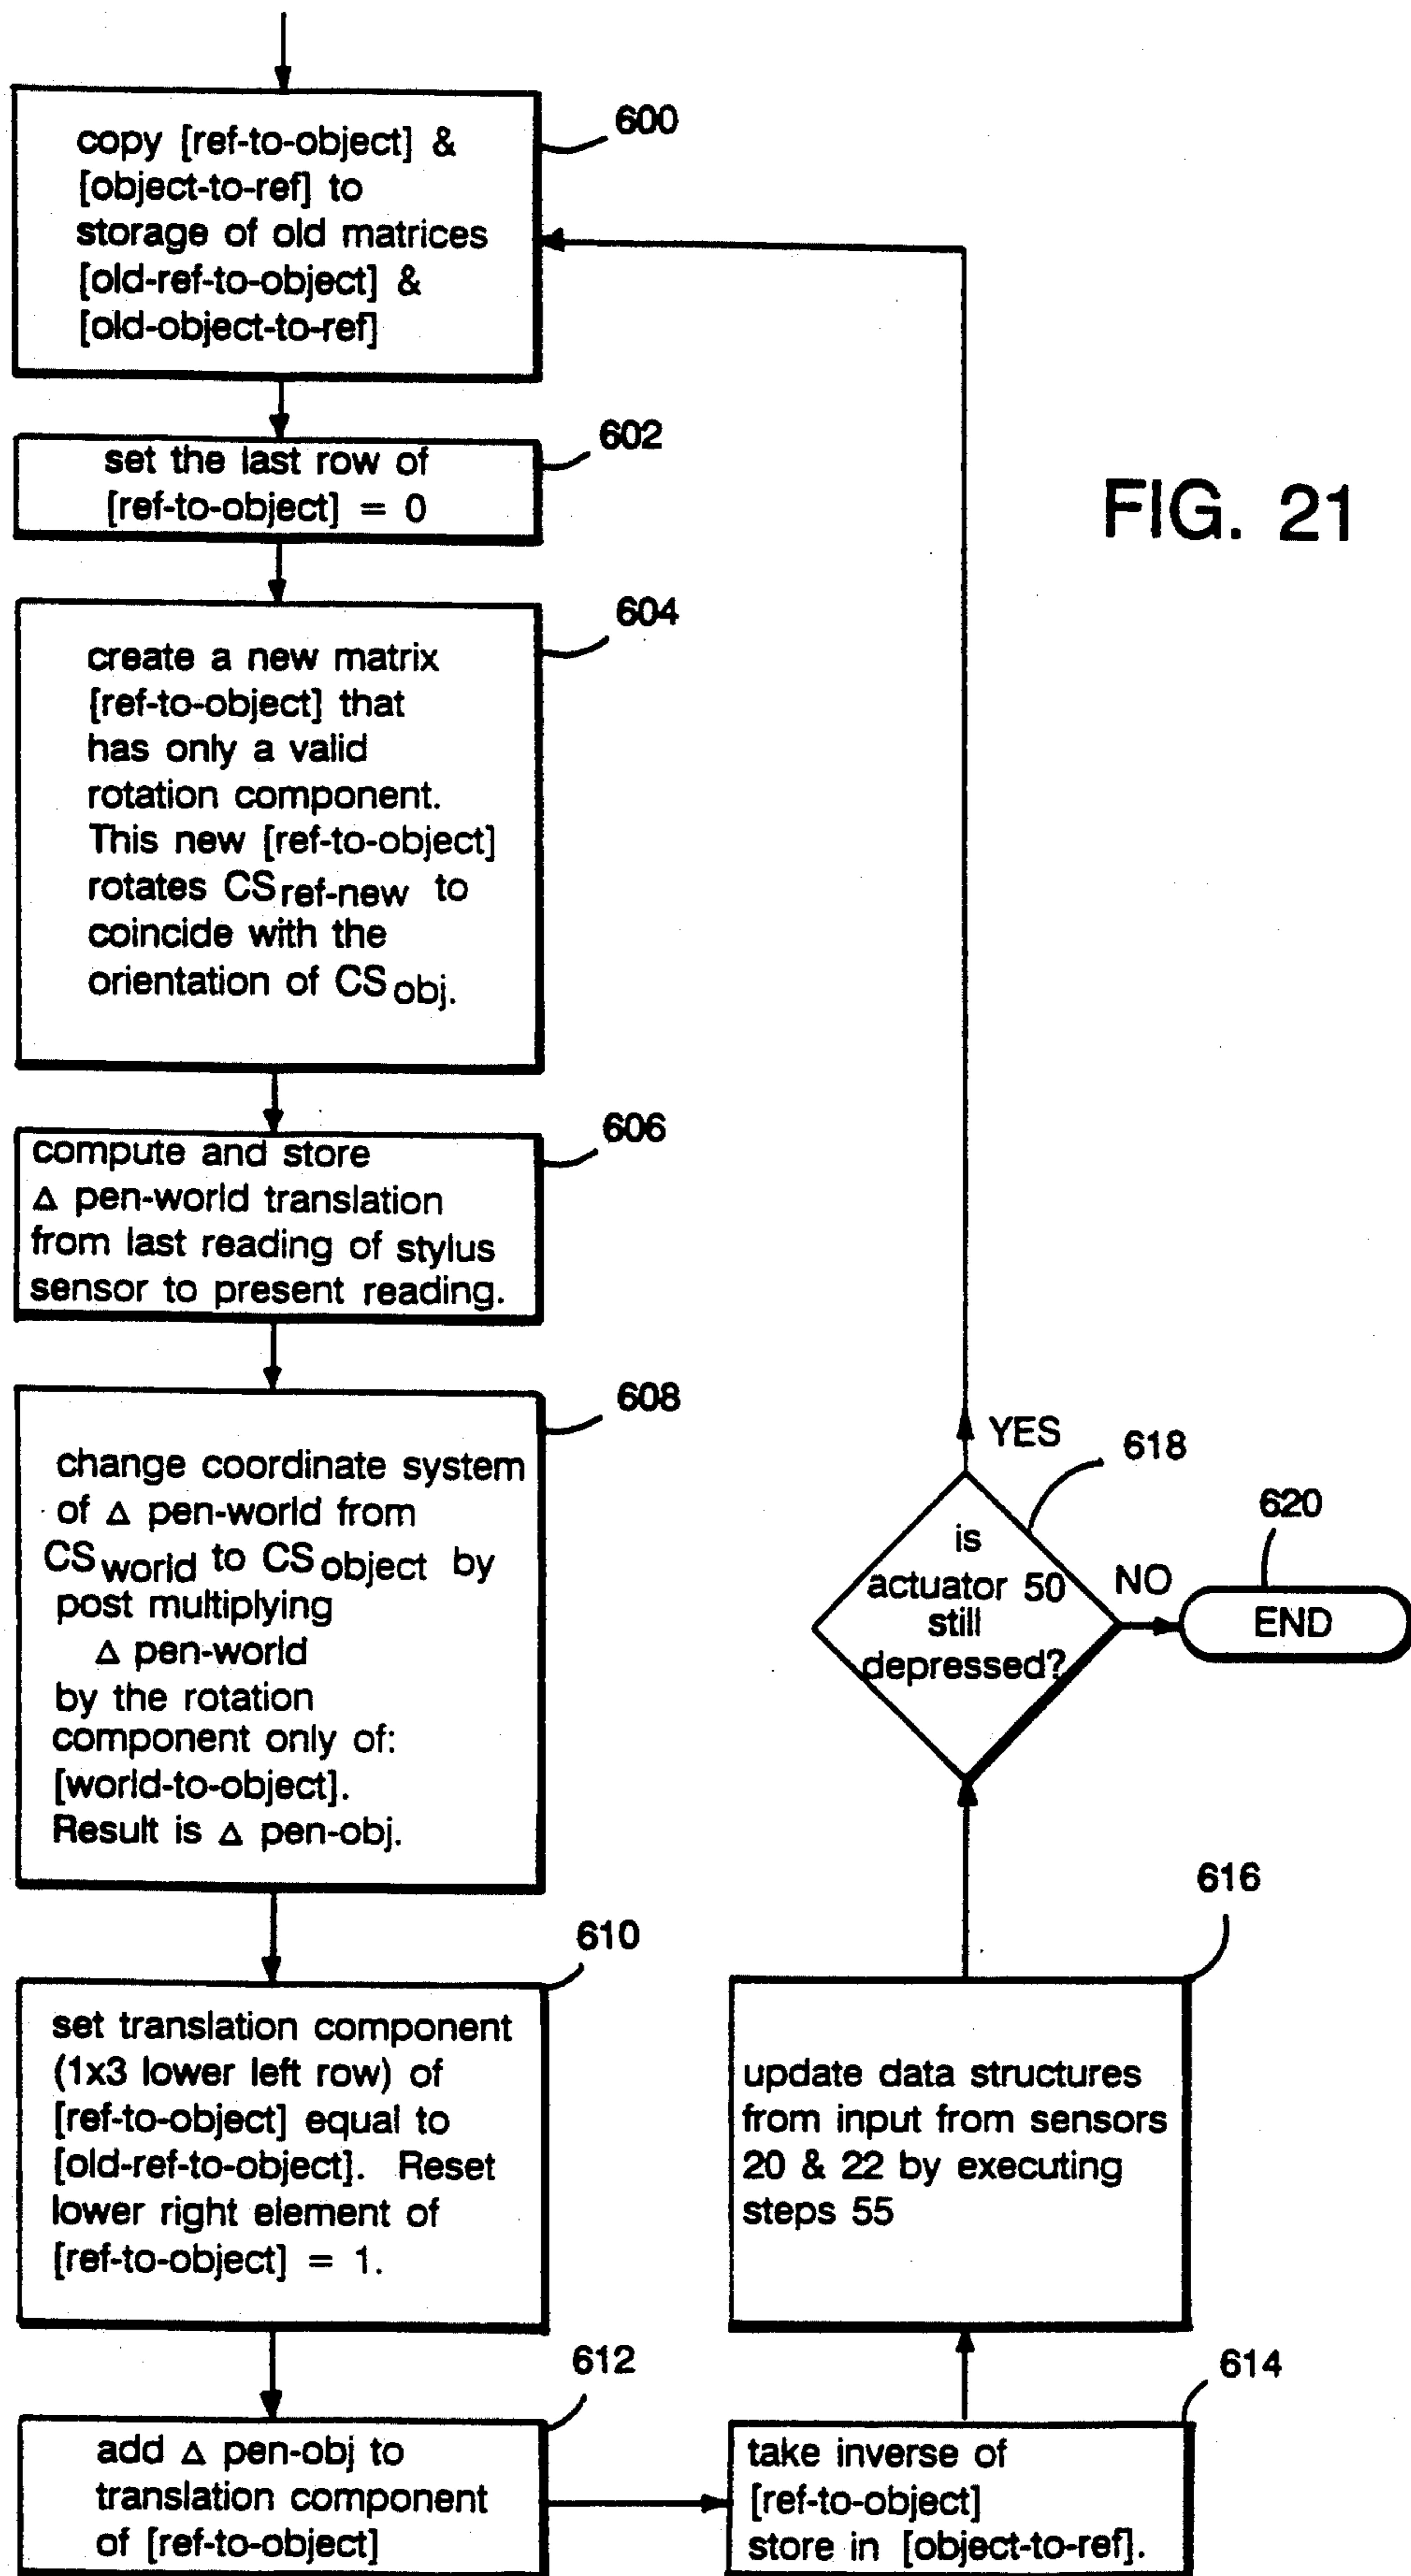 copy [ref-to-object] &
[object-to-ref] to
storage of old matrices
[old-ref-to-object] &
[old-object-to-ref]
600
set the last row of
[ref-to-object] = 0
602
FIG. 21
create a new matrix
[ref-to-object] that
has only a valid
rotation component.
This new [ref-to-object]
rotates CS ref-new to
coincide with the
orientation of CS obj.
604
compute and store
Δ pen-world translation
from last reading of stylus
sensor to present reading.
606
change coordinate system
of Δ pen-world from
CS world to CS object by
post multiplying
Δ pen-world
by the rotation
component only of:
[world-to-object].
Result is Δ pen-obj.
608
set translation component
(1x3 lower left row) of
[ref-to-object] equal to
[old-ref-to-object]. Reset
lower right element of
[ref-to-object] = 1.
610
add Δ pen-obj to
translation component
of [ref-to-object]
612
take inverse of
[ref-to-object]
store in [object-to-ref].
614
update data structures
from input from sensors
20 & 22 by executing
steps 55
616
is
actuator 50
still
depressed?
618
YES
NO
END
620